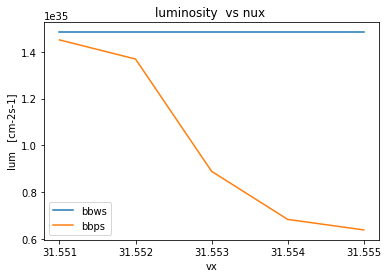 luminosity  vs nux
1e35
1.4
1.2
1.0
0.8
0.6
lum   [cm-2s-1]
bbws
bbps
31.551 31.552 31.553 31.554 31.555
vx